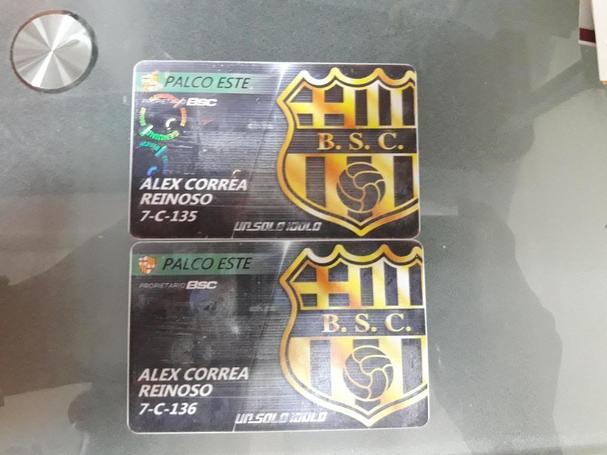 PALCO ESTE
PROPIETARIO BSC
B. S. C.
ALEX CORREA
REINOSO
7-C-135
UN SOLO IDOLO
PALCO ESTE
PROPIETARIO BSC
B. S. C.
ALEX CORREA
REINOSO
7-C-136
UN SOLO IDOLO